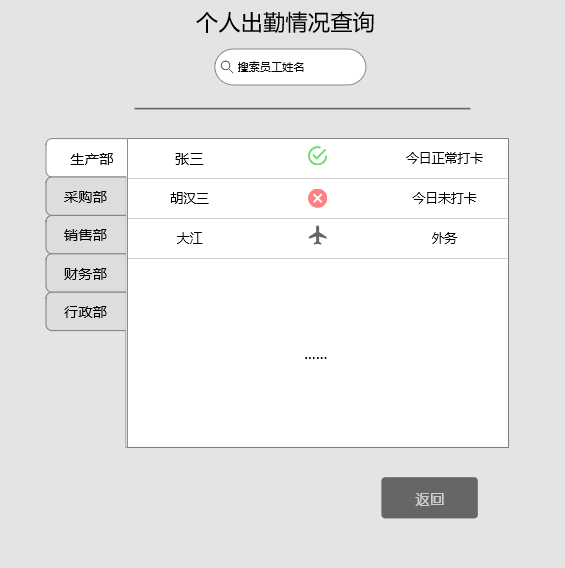 个人出勤情况查询
搜索员工姓名
生产部 张三 今日正常打卡
采购部 胡汉三 今日未打卡
销售部 大江 外务
财务部
行政部
......
返回